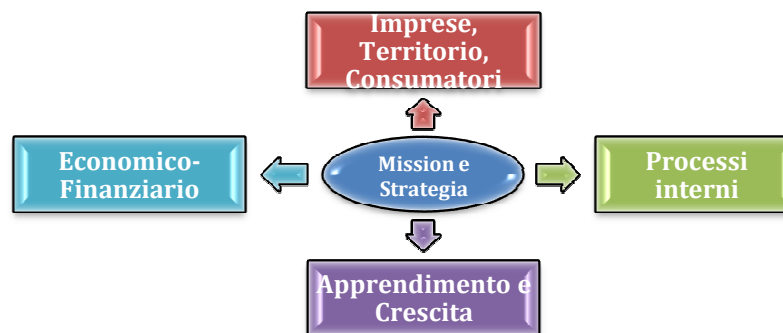 Imprese,
Territorio,
Consumatori
Economico-
Finanziario
Mission e
Strategia
Processi
interni
Apprendimento e
Crescita